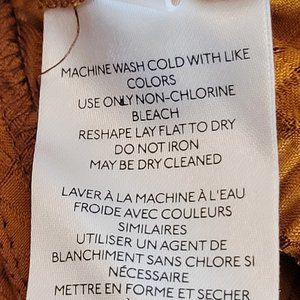 MACHINE WASH COLD WITH LIKE
COLORS
USE ONLY NON-CHLORINE
BLEACH
RESHAPE LAY FLAT TO DRY
DO NOT IRON
MAY BE DRY CLEANED
LAVER À LA MACHINE À L'EAU
FROIDE AVEC COULEURS
SIMILAIRES
UTILISER UN AGENT DE
BLANCHIMENT SANS CHLORE SI
NÉCESSAIRE
METTRE EN FORME ET SECHER